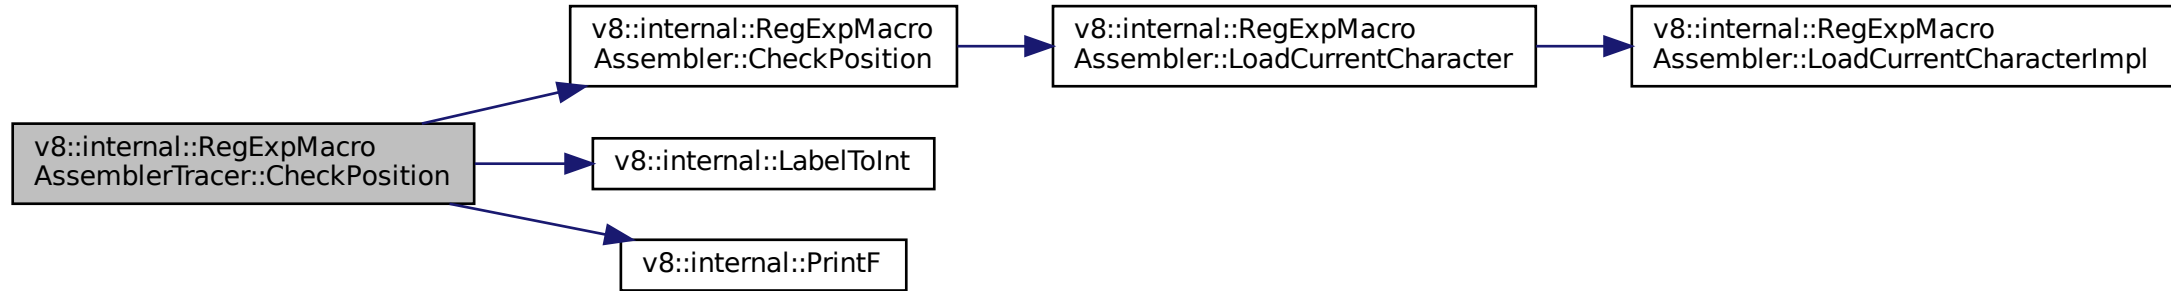 v8::internal::RegExpMacro
AssemblerTracer::CheckPosition
v8::internal::RegExpMacro
Assembler::CheckPosition
v8::internal::RegExpMacro
Assembler::LoadCurrentCharacter
v8::internal::RegExpMacro
Assembler::LoadCurrentCharacterImpl
v8::internal::LabelToInt
v8::internal::PrintF